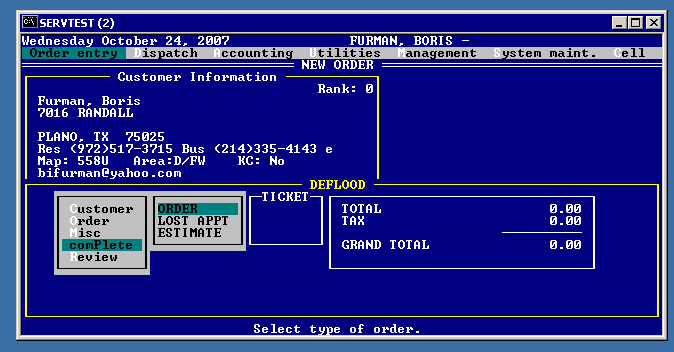 SERVTEST (2)
Wednesday October 24, 2007 FURMAN, BORIS -
Order entry Dispatch Accounting Utilities Management System maint. Cell
NEW ORDER
Customer Information
Rank: 0
Furman, Boris
7016 RANDALL
PLANO, TX 75025
Res (972)517-3715 Bus (214)335-4143 e
Map: 558U Area:D/FW KC: No
bifurman@yahoo.com
DEFLOOD
Customer
Order
Misc
comPlete
Review
ORDER
LOST APPT
ESTIMATE
TICKET
TOTAL 0.00
TAX 0.00
GRAND TOTAL 0.00
Select type of order.